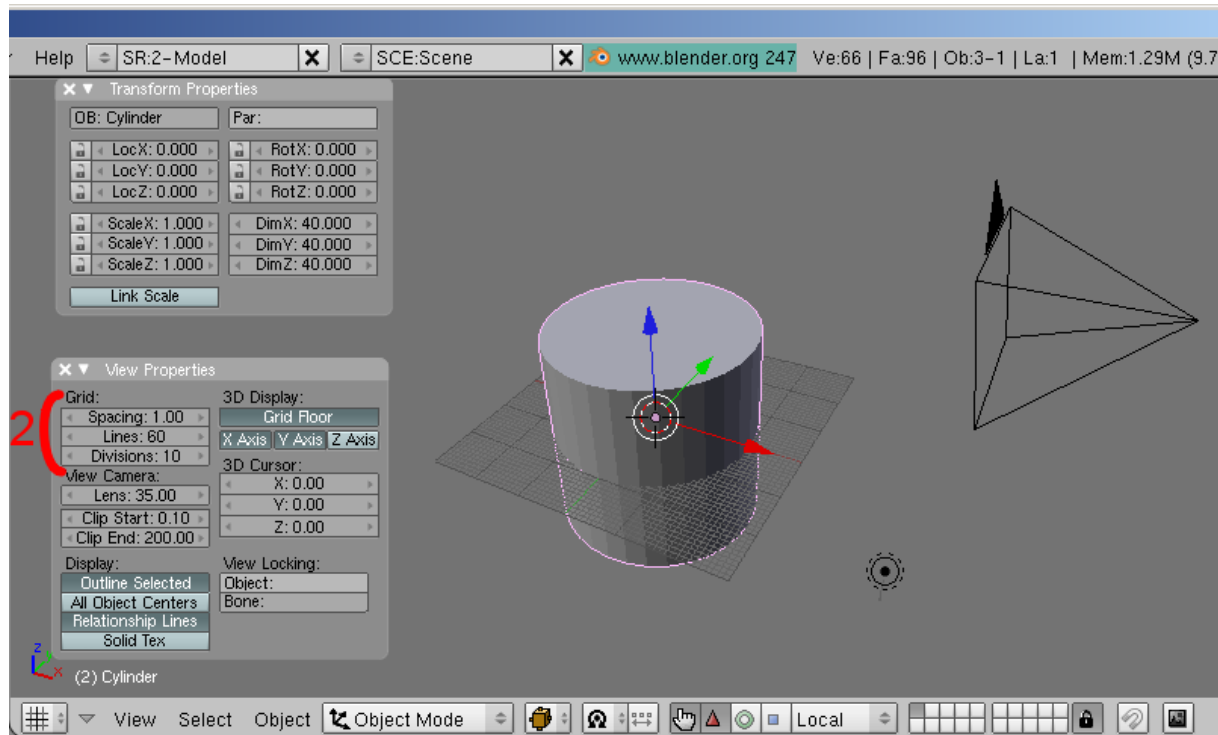 Help SR:2-Model SCE:Scene www.blender.org 247 Ve:66 | Fa:96 | Ob:3-1 | La:1 | Mem:1.29M (9.7
Transform Properties
OB: Cylinder Par:
LocX: 0.000 RotX: 0.000
LocY: 0.000 RotY: 0.000
LocZ: 0.000 RotZ: 0.000
ScaleX: 1.000 DimX: 40.000
ScaleY: 1.000 DimY: 40.000
ScaleZ: 1.000 DimZ: 40.000
Link Scale
View Properties
Grid: 3D Display:
Spacing: 1.00 Grid Floor
2 Lines: 60 X Axis Y Axis Z Axis
Divisions: 10 3D Cursor:
View Camera: X: 0.00
Lens: 35.00 Y: 0.00
Clip Start: 0.10 Z: 0.00
Clip End: 200.00
Display: View Locking:
Outline Selected Object:
All Object Centers Bone:
Relationship Lines
Solid Tex
z
x
(2) Cylinder
View Select Object Object Mode Local